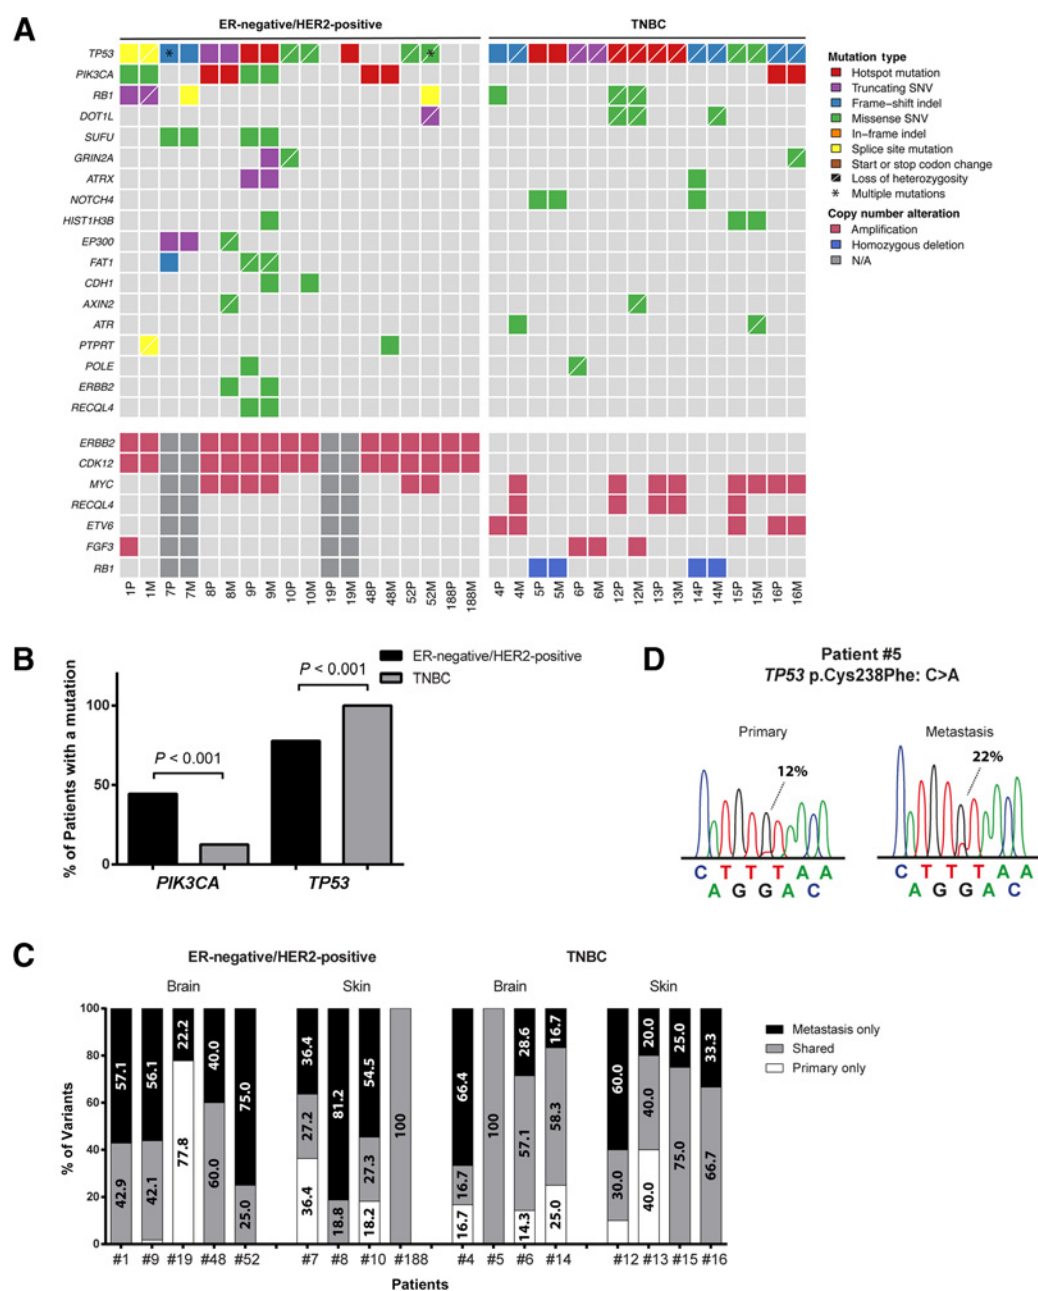 A
ER-negative/HER2-positive TNBC
TP53
PIK3CA
RB1
DOT1L
SUFU
GRIN2A
ATRX
NOTCH4
HIST1H3B
EP300
FAT1
CDH1
AXIN2
ATR
PTPRT
POLE
ERBB2
RECQL4
ERBB2
CDK12
MYC
RECQL4
ETV6
FGF3
RB1
1P 1M 7P 7M 8P 8M 9P 9M 10P 10M 19P 19M 48P 48M 52P 52M 188P 188M 4P 4M 5P 5M 6P 6M 12P 12M 13P 13M 14P 14M 15P 15M 16P 16M
Mutation type
Hotspot mutation
Truncating SNV
Frame-shift indel
Missense SNV
In-frame indel
Splice site mutation
Start or stop codon change
Loss of heterozygosity
* Multiple mutations
Copy number alteration
Amplification
Homozygous deletion
N/A
B
ER-negative/HER2-positive
TNBC
% of Patients with a mutation
100
50
0
P < 0.001
P < 0.001
PIK3CA TP53
D
Patient #5
TP53 p.Cys238Phe: C>A
Primary Metastasis
12% 22%
C T T T A A
A G G A C
C T T T A A
A G G A C
C
ER-negative/HER2-positive TNBC
Brain Skin Brain Skin
% of Variants
100
80
60
40
20
0
57.1 42.9
56.1 42.1
22.2 77.8
40.0 60.0
75.0 25.0
36.4 27.2 36.4
81.2 18.8
54.5 27.3 18.2
100
66.4 16.7 16.7
100
28.6 57.1 14.3
16.7 58.3 25.0
60.0 30.0
20.0 40.0 40.0
25.0 75.0
33.3 66.7
#1 #9 #19 #48 #52 #7 #8 #10 #188 #4 #5 #6 #14 #12 #13 #15 #16
Patients
Metastasis only
Shared
Primary only